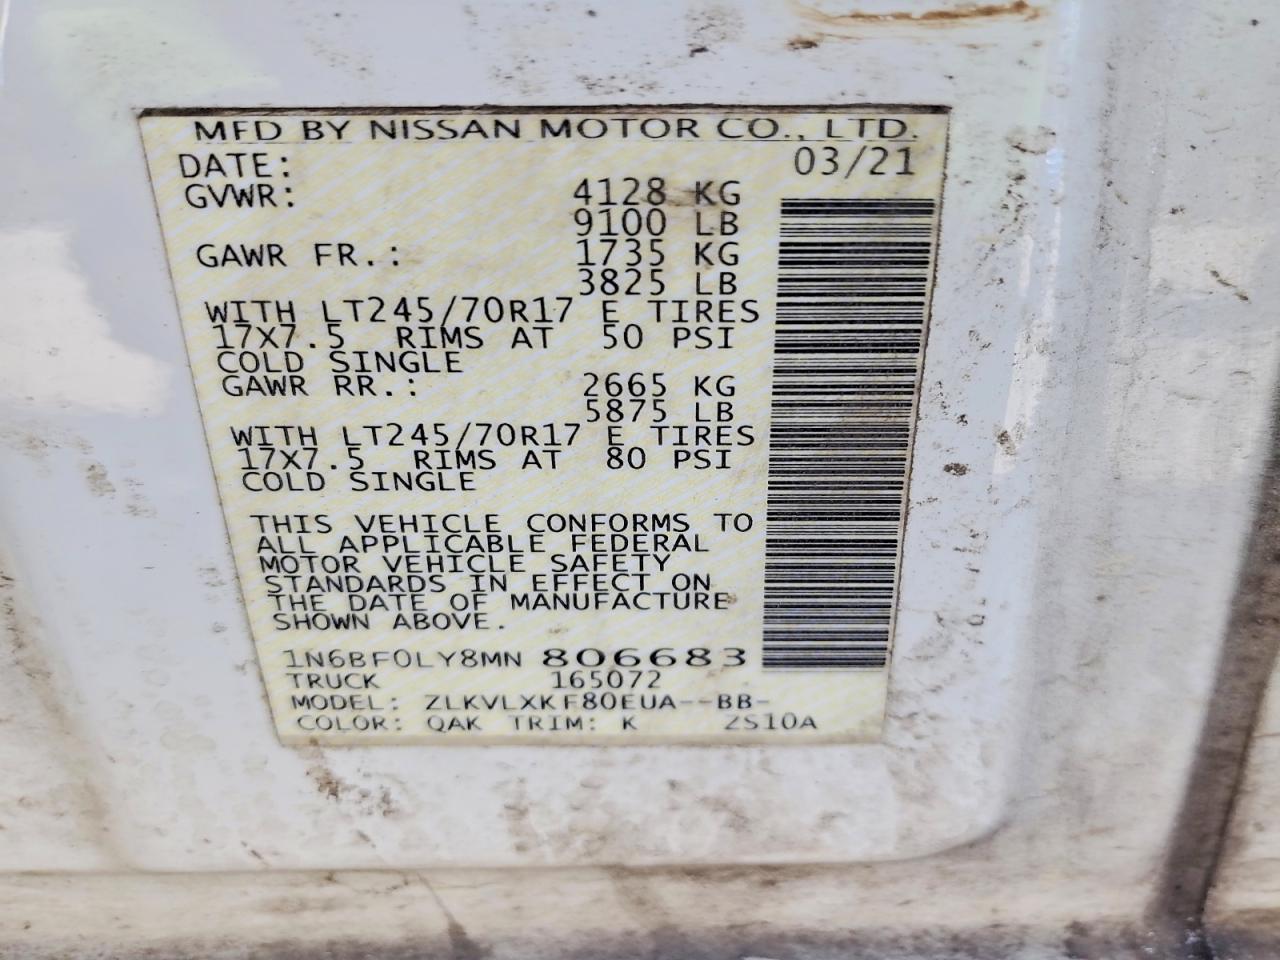 MFD BY NISSAN MOTOR CO., LTD.
DATE: 03/21
GVWR: 4128 KG
9100 LB
GAWR FR.: 1735 KG
3825 LB
WITH LT245/70R17 E TIRES
17X7.5 RIMS AT 50 PSI
COLD SINGLE
GAWR RR.: 2665 KG
5875 LB
WITH LT245/70R17 E TIRES
17X7.5 RIMS AT 80 PSI
COLD SINGLE
THIS VEHICLE CONFORMS TO
ALL APPLICABLE FEDERAL
MOTOR VEHICLE SAFETY
STANDARDS IN EFFECT ON
THE DATE OF MANUFACTURE
SHOWN ABOVE.
1N6BF0LY8MN 806683
TRUCK 165072
MODEL: ZLKVLXKF80EUA--BB-
COLOR: QAK TRIM: K 2S10A